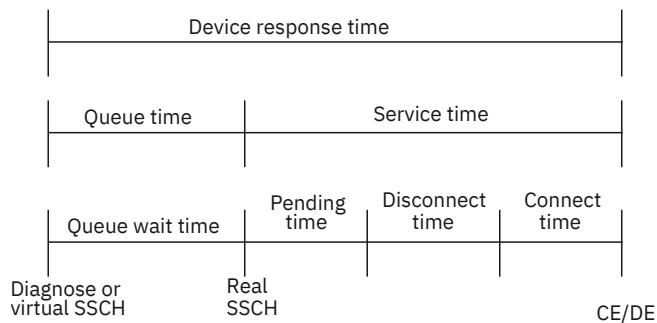 Device response time
Queue time
Service time
Queue wait time
Pending
time
Disconnect
time
Connect
time
Diagnose or
virtual SSCH
Real
SSCH
CE/DE